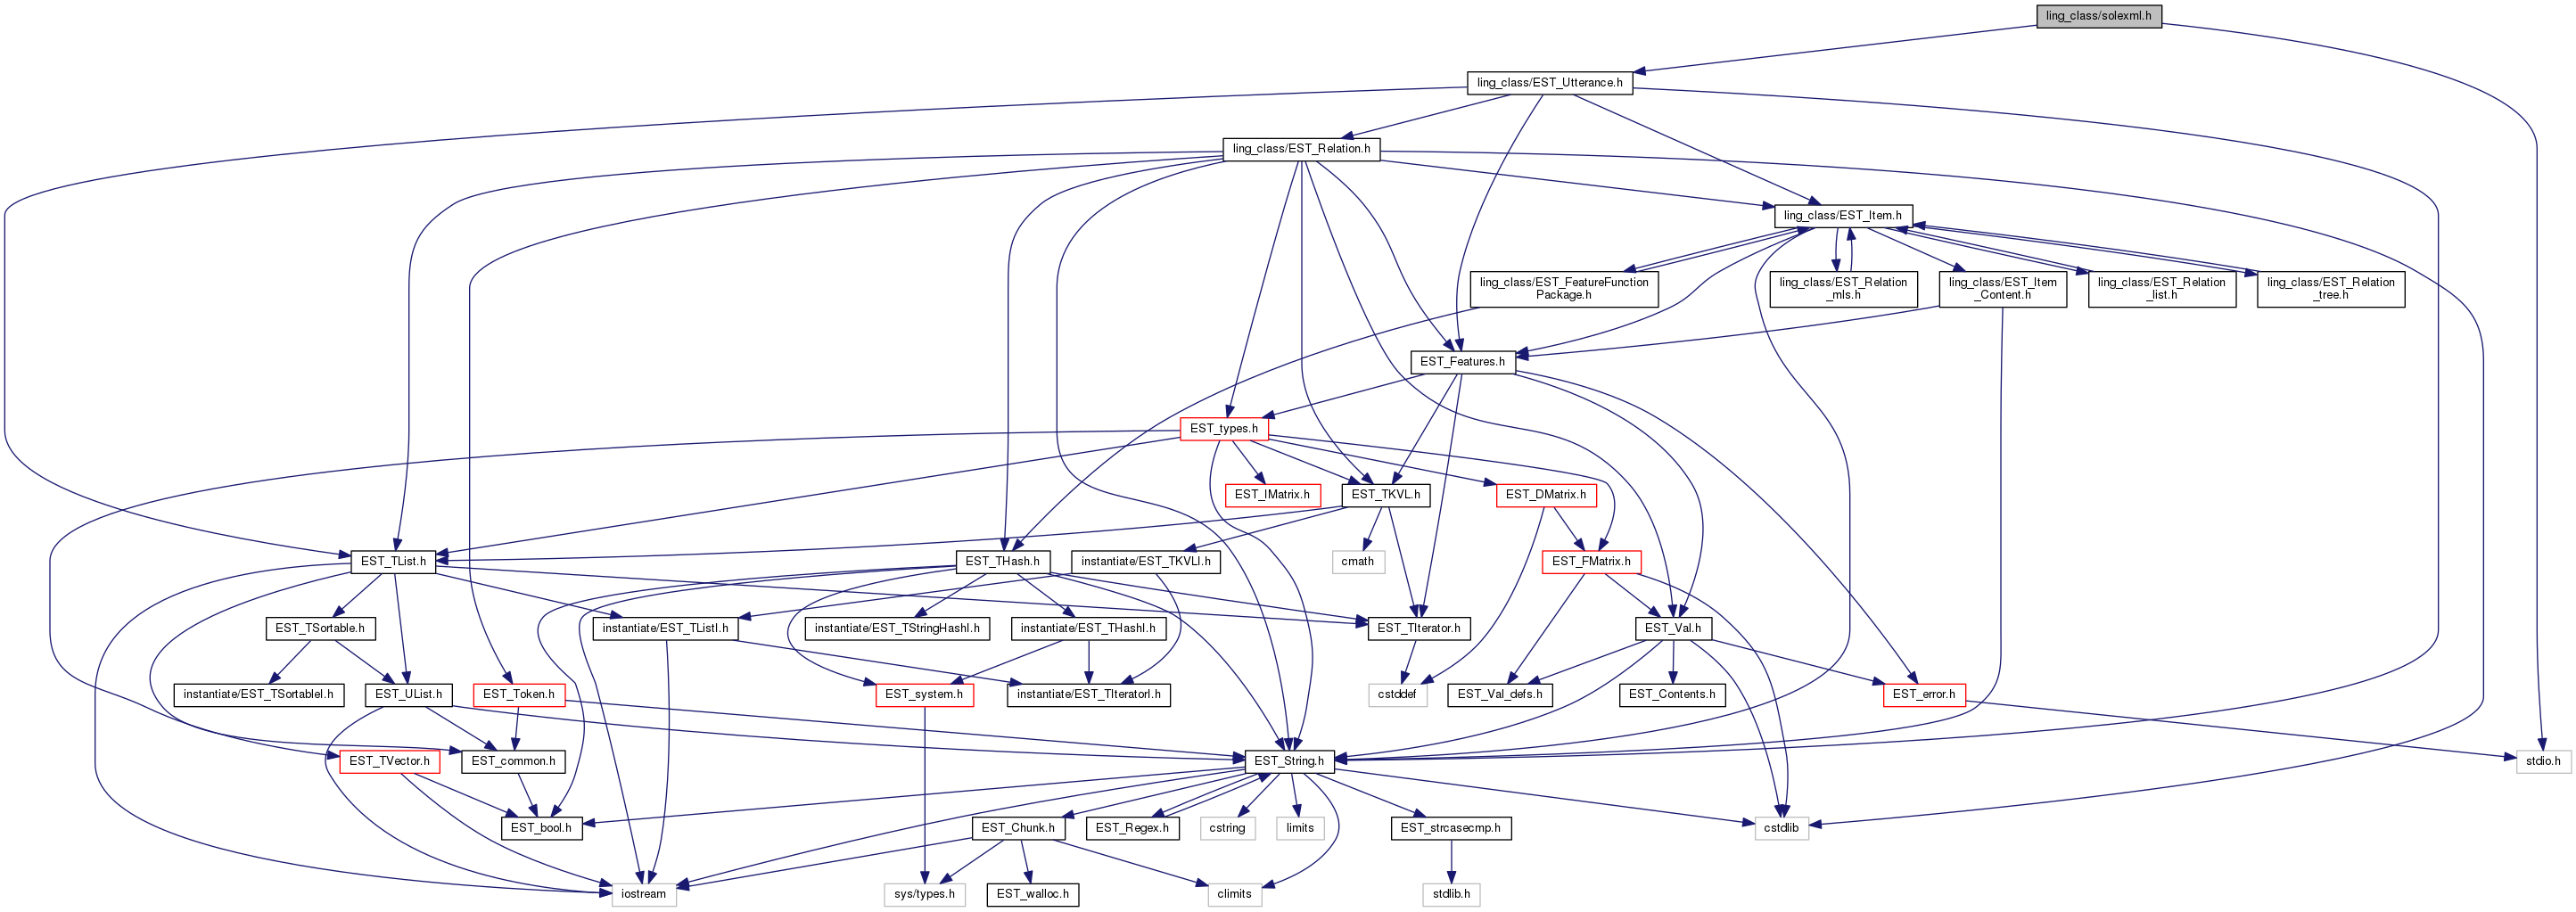 ling_class/solexml.h
ling_class/EST_Utterance.h
ling_class/EST_Relation.h
ling_class/EST_Item.h
ling_class/EST_FeatureFunction
Package.h
ling_class/EST_Relation
_mls.h
ling_class/EST_Item
_Content.h
ling_class/EST_Relation
_list.h
ling_class/EST_Relation
_tree.h
EST_Features.h
EST_types.h
EST_IMatrix.h
EST_TKVL.h
EST_DMatrix.h
EST_TList.h
EST_THash.h
instantiate/EST_TKVLI.h
cmath
EST_FMatrix.h
EST_TSortable.h
instantiate/EST_TListI.h
instantiate/EST_TStringHashI.h
instantiate/EST_THashI.h
EST_TIterator.h
EST_Val.h
instantiate/EST_TSortableI.h
EST_UList.h
EST_Token.h
EST_system.h
instantiate/EST_TIteratorI.h
cstddef
EST_Val_defs.h
EST_Contents.h
EST_error.h
EST_TVector.h
EST_common.h
EST_String.h
stdio.h
EST_bool.h
EST_Chunk.h
EST_Regex.h
cstring
limits
EST_strcasecmp.h
cstdlib
iostream
sys/types.h
EST_walloc.h
climits
stdlib.h